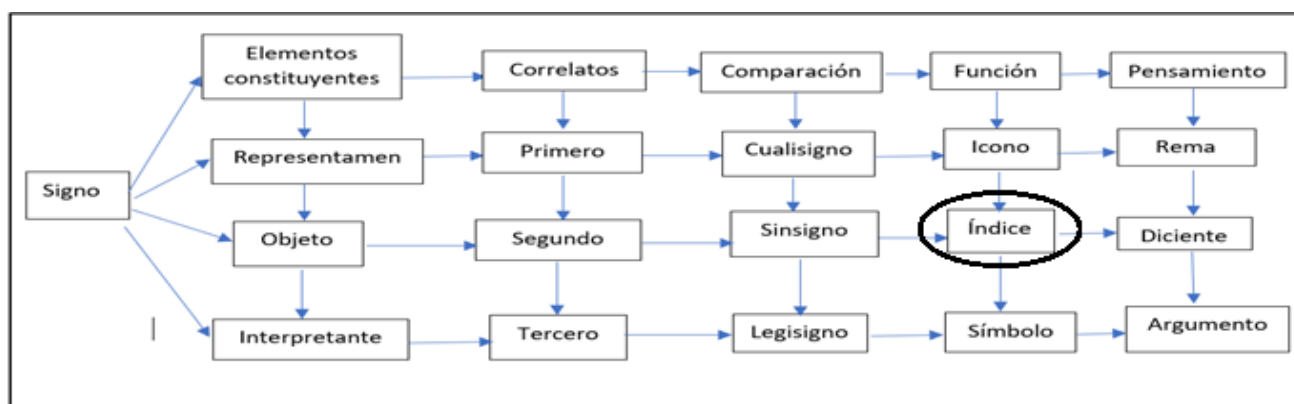 Elementos
constituyentes
Correlatos
Comparación
Función
Pensamiento
Representamen
Primero
Cualisigno
Icono
Rema
Signo
Objeto
Segundo
Sinsigno
Índice
Diciente
Interpretante
Tercero
Legisigno
Símbolo
Argumento